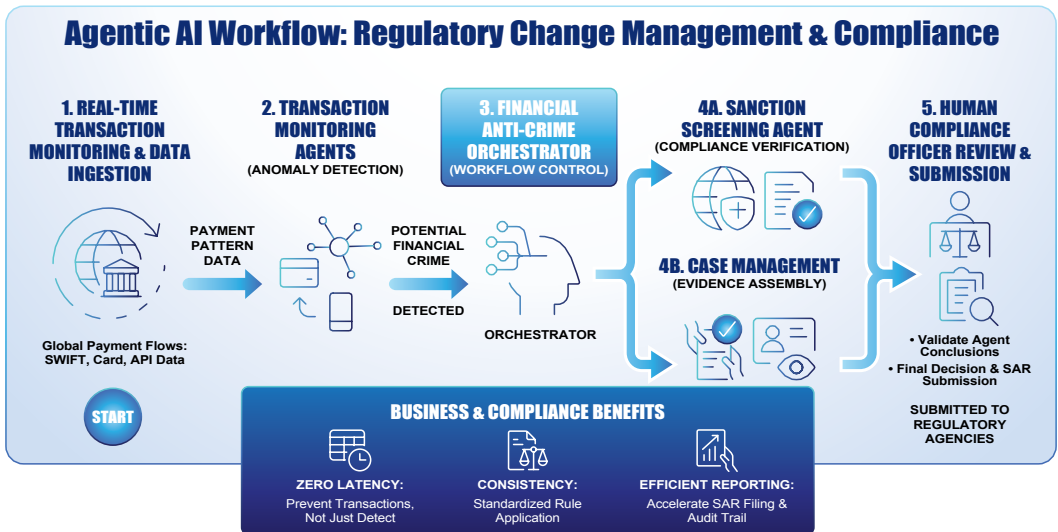 Agentic AI Workflow: Regulatory Change Management & Compliance
1. REAL-TIME
TRANSACTION
MONITORING & DATA
INGESTION
PAYMENT
PATTERN
DATA
Global Payment Flows:
SWIFT, Card, API Data
START
2. TRANSACTION
MONITORING
AGENTS
(ANOMALY DETECTION)
POTENTIAL
FINANCIAL
CRIME
DETECTED
3. FINANCIAL
ANTI-CRIME
ORCHESTRATOR
(WORKFLOW CONTROL)
ORCHESTRATOR
4A. SANCTION
SCREENING AGENT
(COMPLIANCE VERIFICATION)
4B. CASE MANAGEMENT
(EVIDENCE ASSEMBLY)
5. HUMAN
COMPLIANCE
OFFICER REVIEW &
SUBMISSION
• Validate Agent
Conclusions
• Final Decision & SAR
Submission
SUBMITTED TO
REGULATORY
AGENCIES
BUSINESS & COMPLIANCE BENEFITS
ZERO LATENCY:
Prevent Transactions,
Not Just Detect
CONSISTENCY:
Standardized Rule
Application
EFFICIENT REPORTING:
Accelerate SAR Filing &
Audit Trail